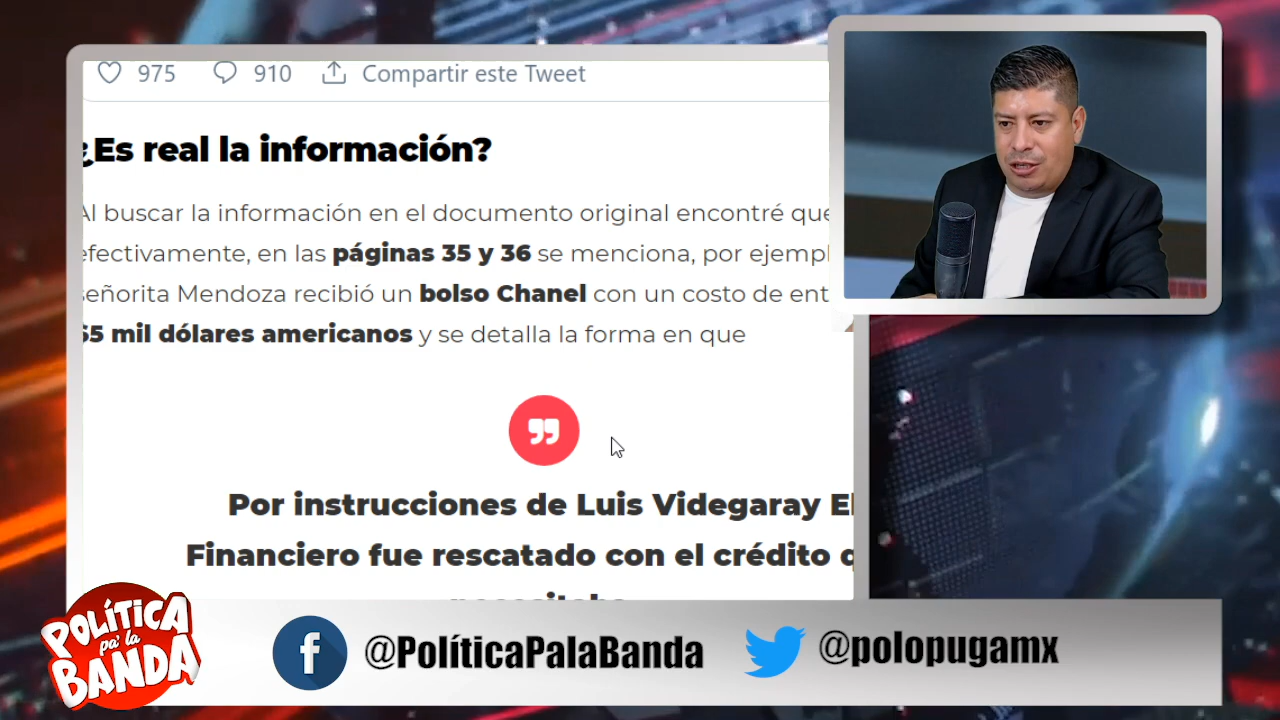 975 910 Compartir este Tweet
¿Es real la información?
Al buscar la información en el documento original encontré que
efectivamente, en las páginas 35 y 36 se menciona, por ejempl
señorita Mendoza recibió un bolso Chanel con un costo de ent
mil dólares americanos y se detalla la forma en que
Por instrucciones de Luis Videgaray El
Financiero fue rescatado con el crédito q
POLÍTICA
pa' la
BANDA
@PolíticaPalaBanda
@polopugamx